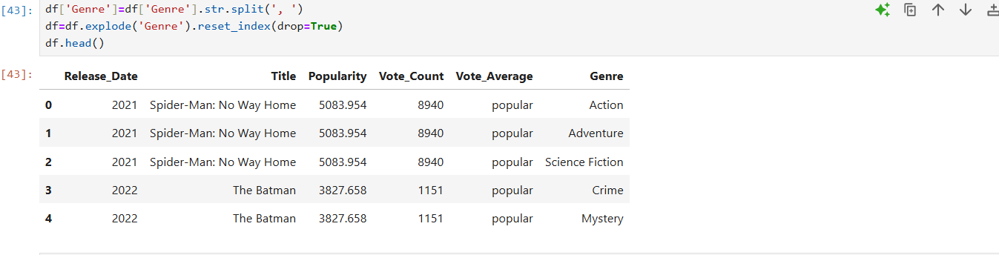 [43]: df['Genre']=df['Genre'].str.split(', ')
df=df.explode('Genre').reset_index(drop=True)
df.head()
[43]: Release_Date Title Popularity Vote_Count Vote_Average Genre
0 2021 Spider-Man: No Way Home 5083.954 8940 popular Action
1 2021 Spider-Man: No Way Home 5083.954 8940 popular Adventure
2 2021 Spider-Man: No Way Home 5083.954 8940 popular Science Fiction
3 2022 The Batman 3827.658 1151 popular Crime
4 2022 The Batman 3827.658 1151 popular Mystery